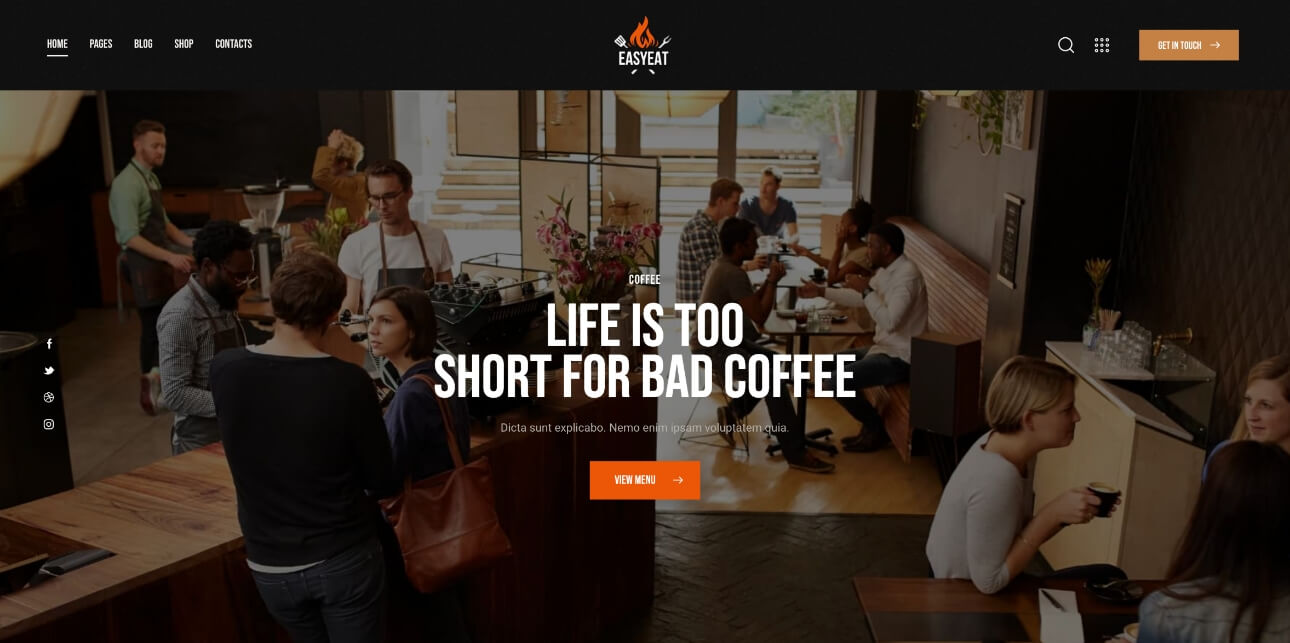 HOME
PAGES
BLOG
SHOP
CONTACTS
EASYEAT
GET IN TOUCH
COFFEE
LIFE IS TOO
SHORT FOR BAD COFFEE
Dicta sunt explicabo. Nemo enim ipsam voluptatem quia.
VIEW MENU